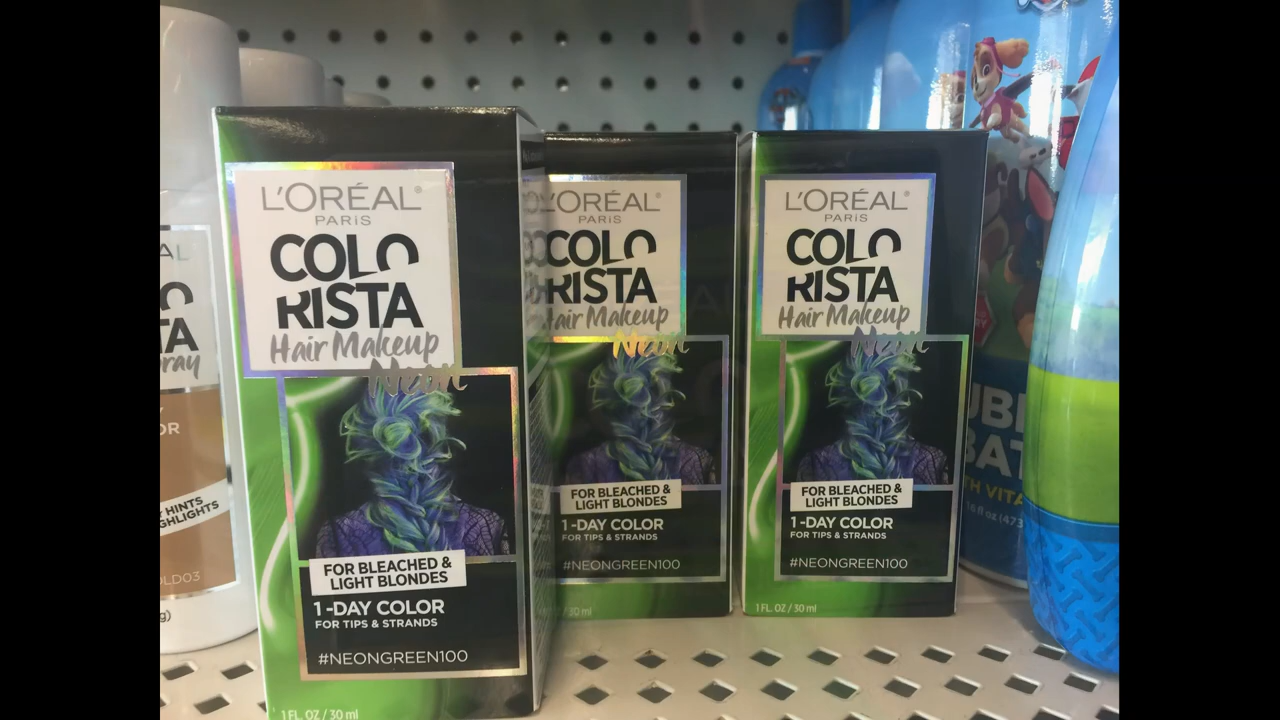 L'ORÉAL®
PARIS
COLO
RISTA
Hair Makeup
Neon
FOR BLEACHED &
LIGHT BLONDES
1-DAY COLOR
FOR TIPS & STRANDS
#NEONGREEN100
1 FL. OZ / 30 ml
L'ORÉAL®
PARIS
COLO
RISTA
Hair Makeup
Neon
FOR BLEACHED &
LIGHT BLONDES
1-DAY COLOR
FOR TIPS & STRANDS
#NEONGREEN100
30 ml
L'ORÉAL®
PARIS
COLO
RISTA
Hair Makeup
Neon
FOR BLEACHED &
LIGHT BLONDES
1-DAY COLOR
FOR TIPS & STRANDS
#NEONGREEN100
1 FL. OZ / 30 ml
HINTS